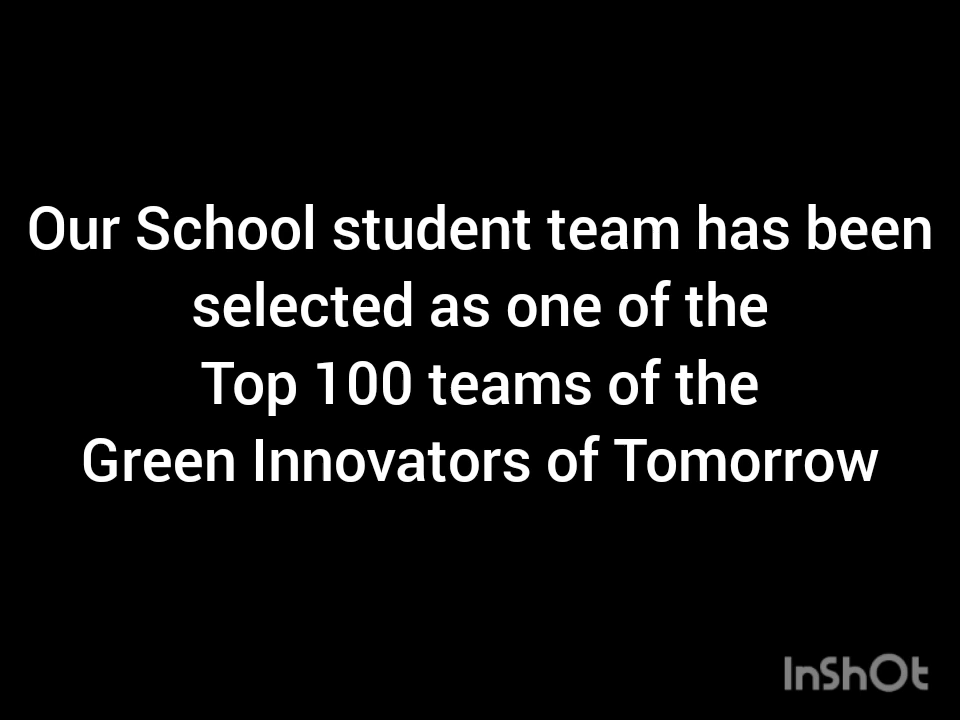 Our School student team has been
selected as one of the
Top 100 teams of the
Green Innovators of Tomorrow
InShOt